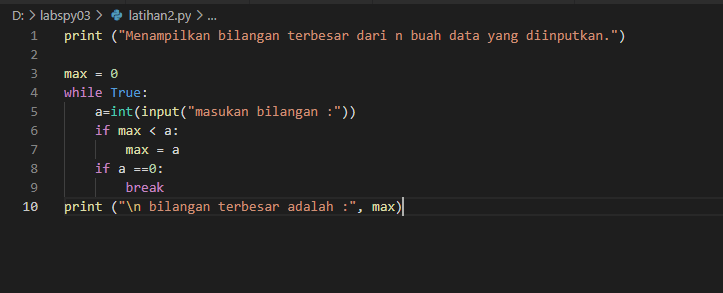 D: > labspy03 > latihan2.py > ...
1 print ("Menampilkan bilangan terbesar dari n buah data yang diinputkan.")
2
3 max = 0
4 while True:
5     a=int(input("masukan bilangan :"))
6     if max < a:
7         max = a
8     if a ==0:
9         break
10 print ("\n bilangan terbesar adalah :", max)